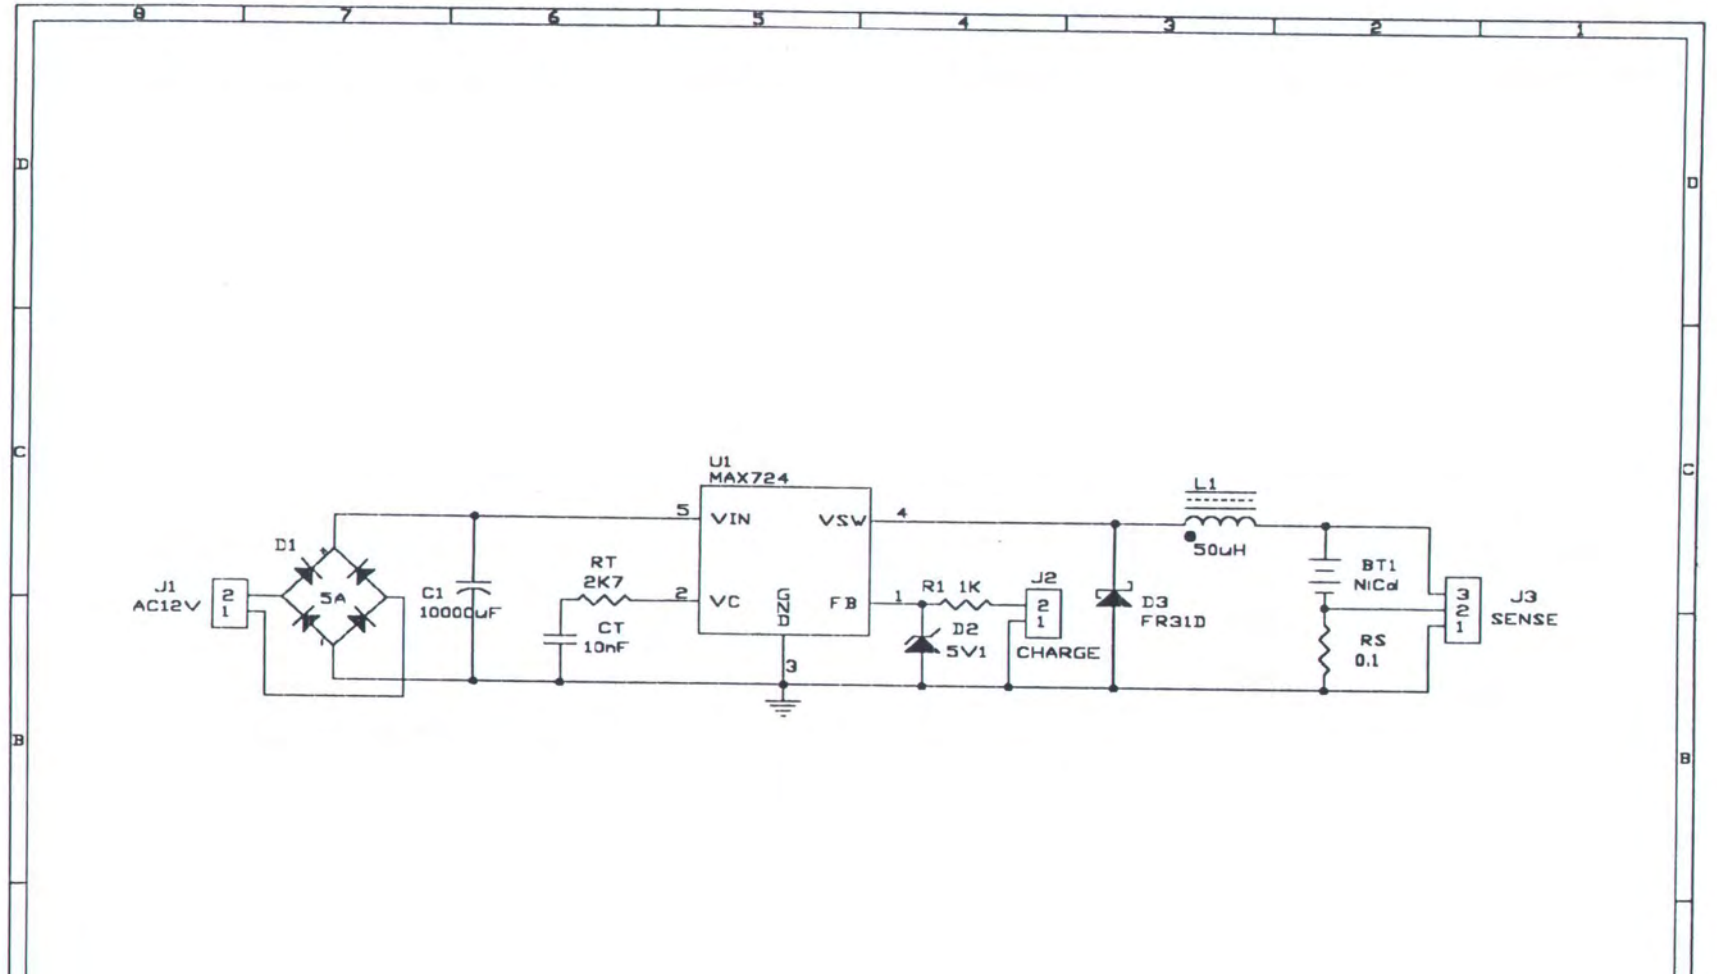 8 7 6 5 4 3 2 1
D
D
C
C
B
B
U1
MAX724
5 VIN
VSW 4
2 VC
GND
FB 1
3
D1
5A
J1
AC12V
2
1
C1
10000uF
RT
2K7
CT
10nF
R1 1K
D2
5V1
J2
2
1
CHARGE
D3
FR31D
L1
50uH
BT1
NiCd
RS
0.1
3
2
1
J3
SENSE